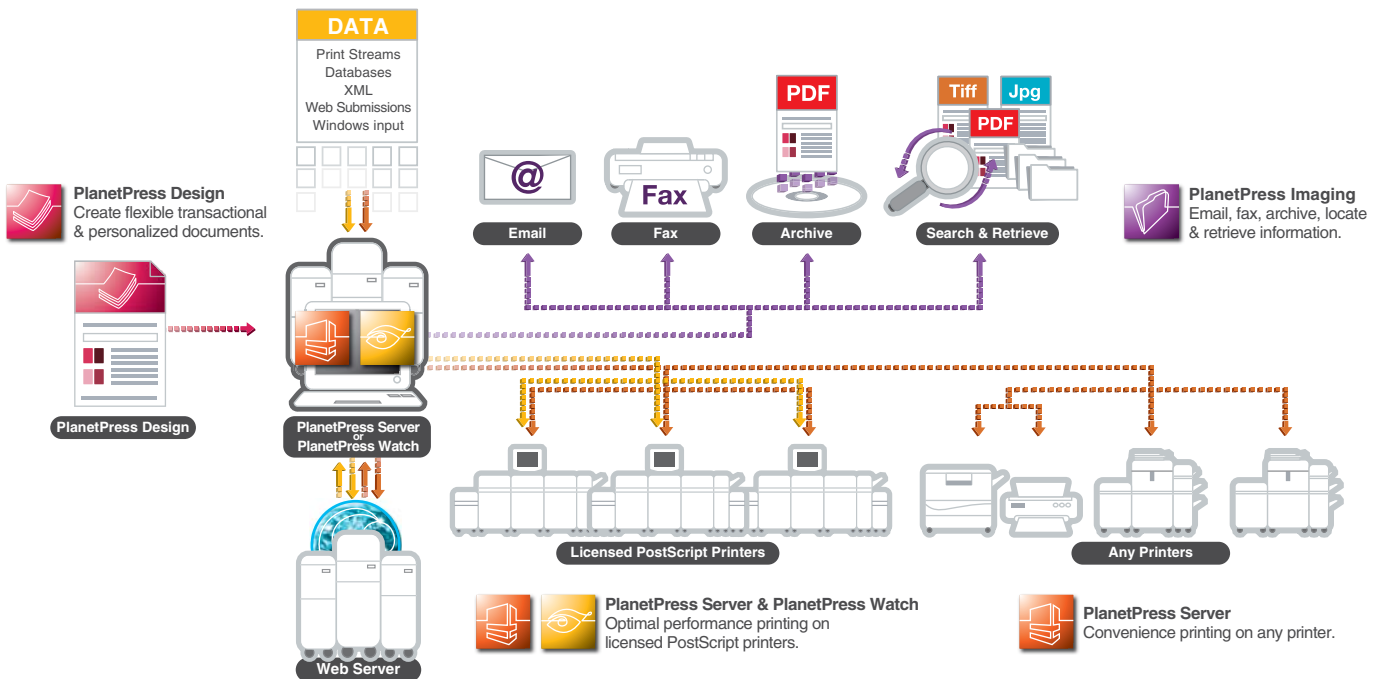 DATA
Print Streams
Databases
XML
Web Submissions
Windows input
PlanetPress Design
Create flexible transactional
& personalized documents.
PlanetPress Design
PlanetPress Server
or
PlanetPress Watch
Web Server
@
Email
Fax
Fax
PDF
Archive
Tiff
Jpg
PDF
Search & Retrieve
PlanetPress Imaging
Email, fax, archive, locate
& retrieve information.
Licensed PostScript Printers
Any Printers
PlanetPress Server & PlanetPress Watch
Optimal performance printing on
licensed PostScript printers.
PlanetPress Server
Convenience printing on any printer.